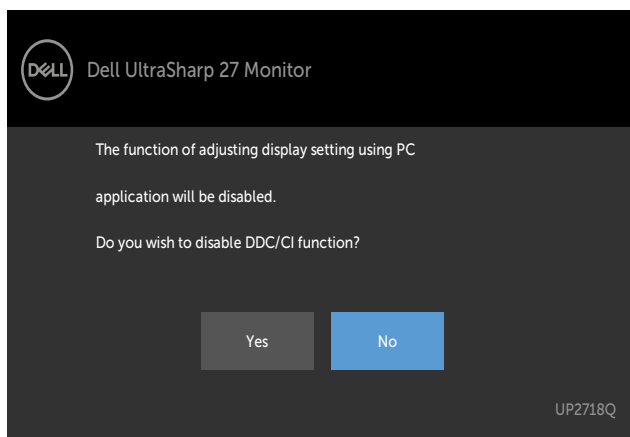 DELL
Dell UltraSharp 27 Monitor
The function of adjusting display setting using PC
application will be disabled.
Do you wish to disable DDC/CI function?
Yes No
UP2718Q